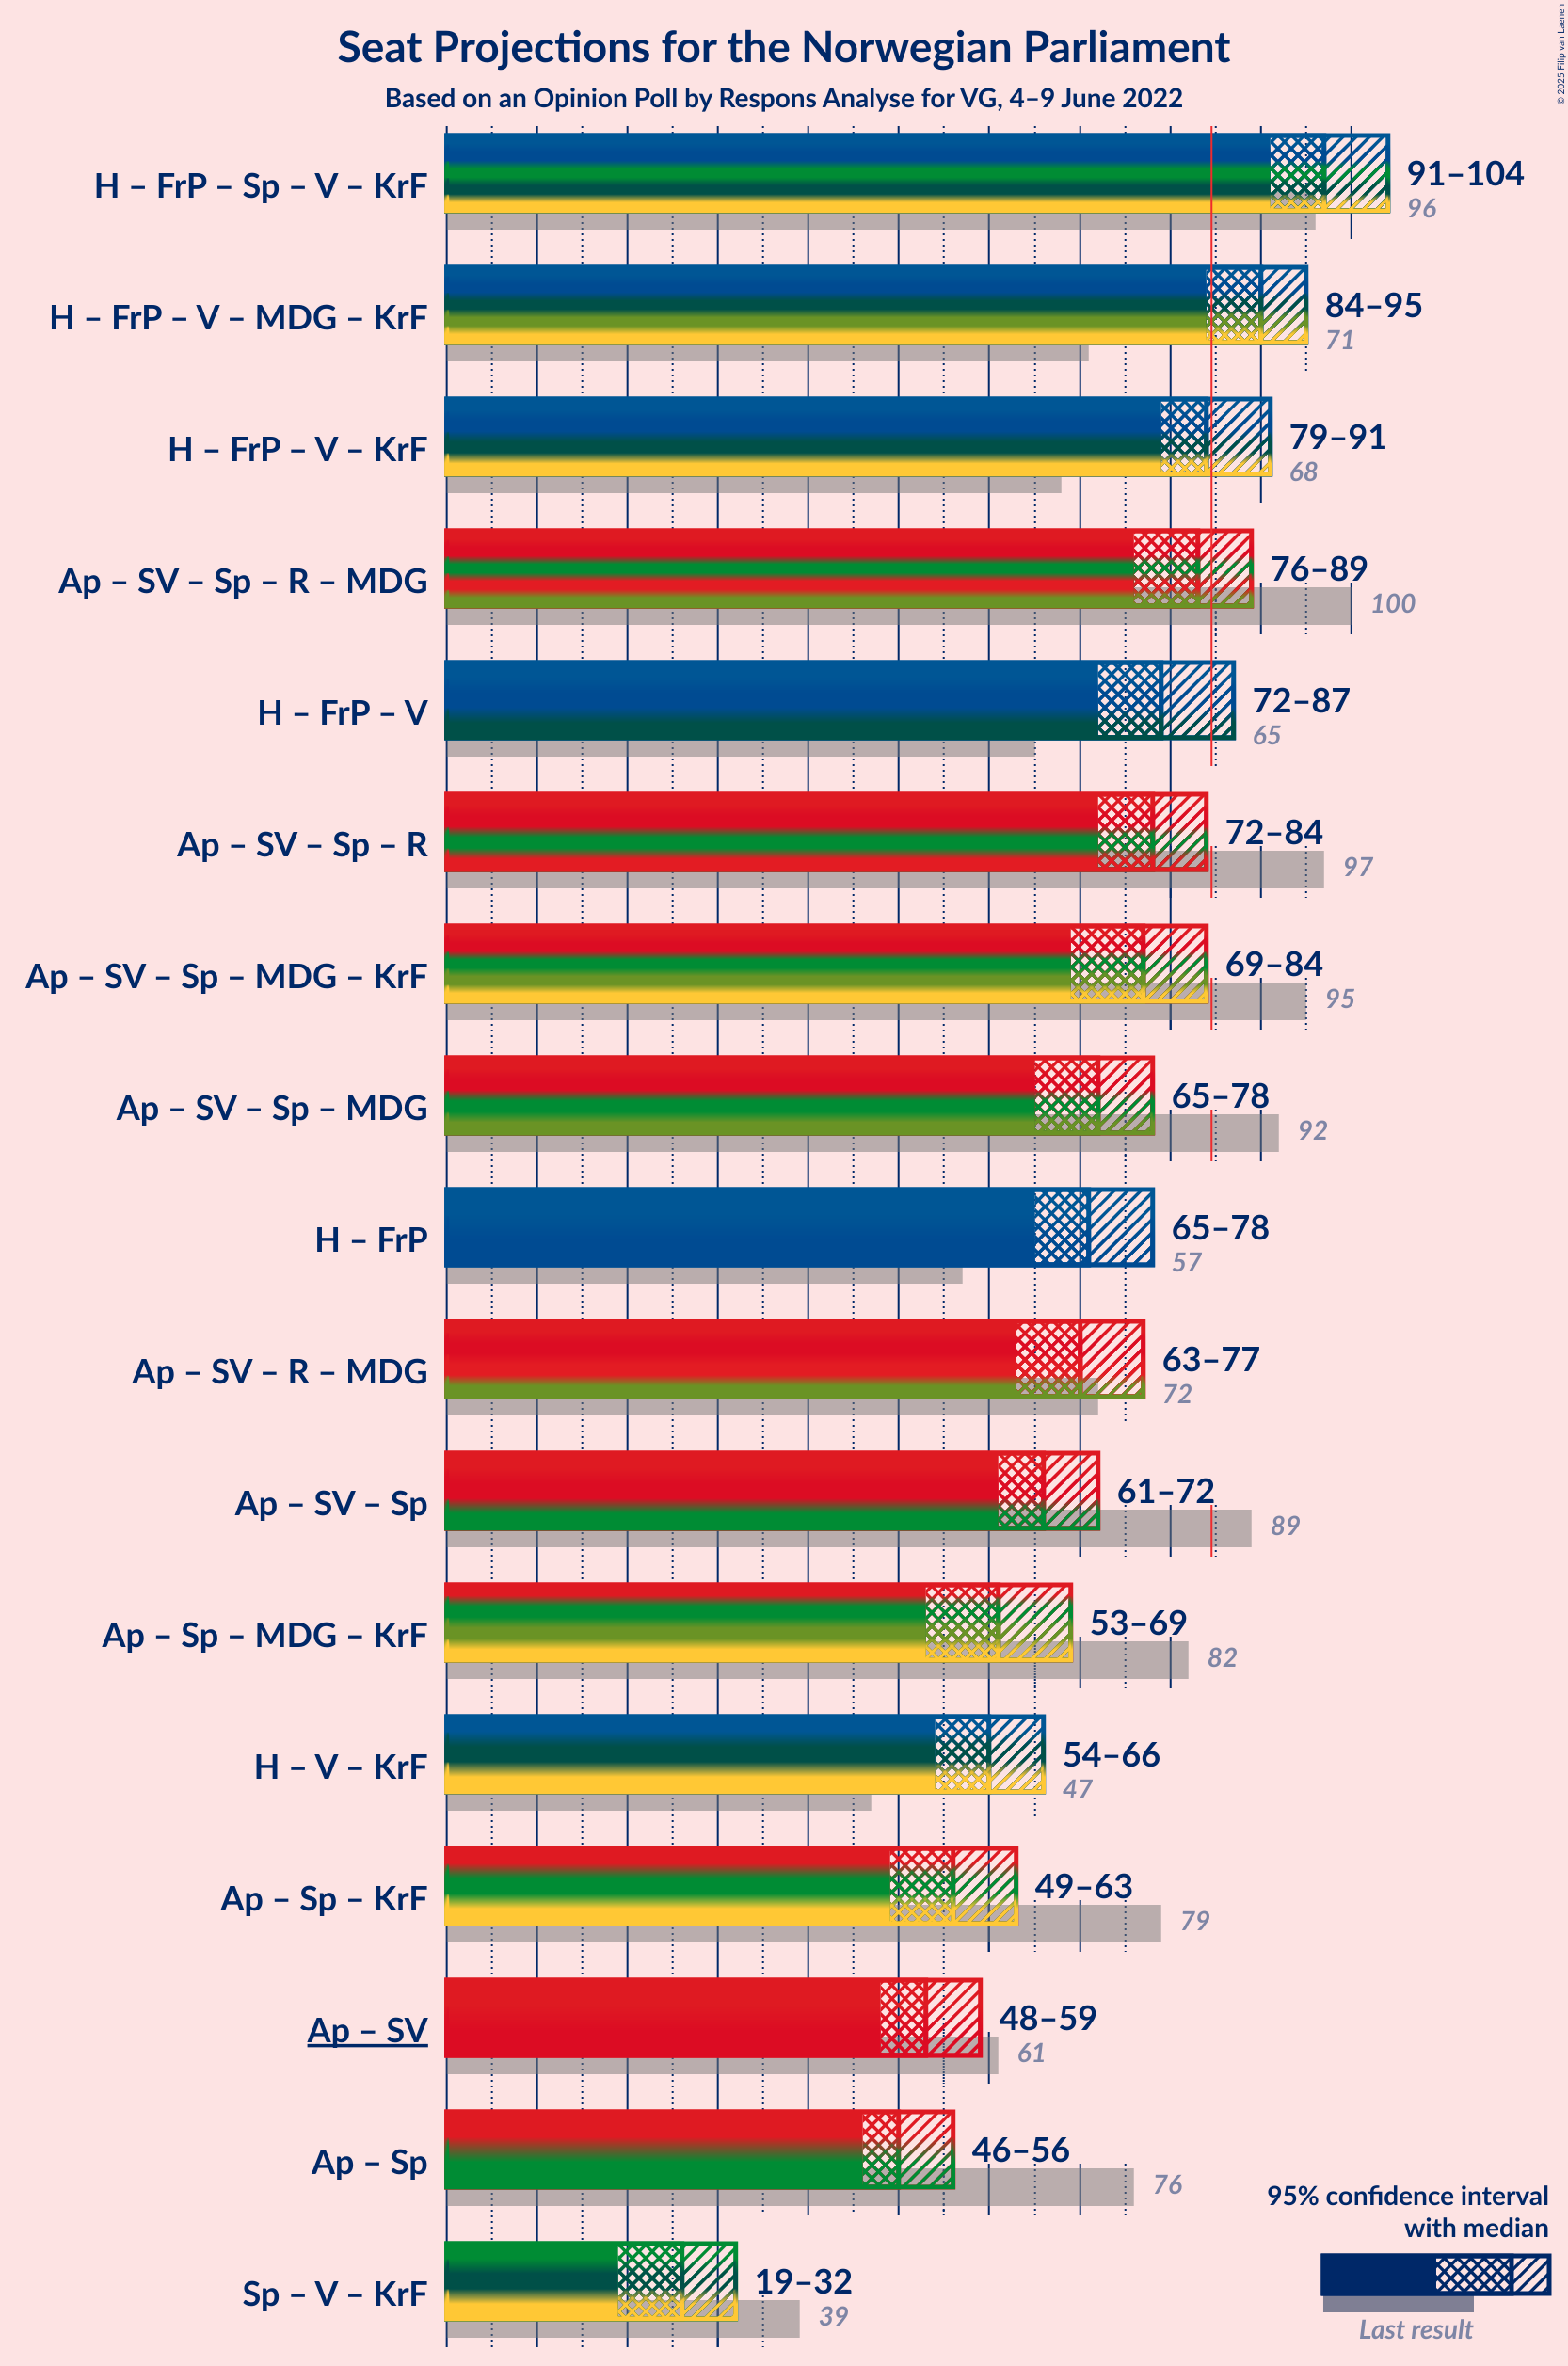 © 2025 Filip van Laenen
Seat Projections for the Norwegian Parliament
Based on an Opinion Poll by Respons Analyse for VG, 4–9 June 2022
H – FrP – Sp – V – KrF
91–104
96
H – FrP – V – MDG – KrF
84–95
71
H – FrP – V – KrF
79–91
68
Ap – SV – Sp – R – MDG
76–89
100
H – FrP – V
72–87
65
Ap – SV – Sp – R
72–84
97
Ap – SV – Sp – MDG – KrF
69–84
95
Ap – SV – Sp – MDG
65–78
92
H – FrP
65–78
57
Ap – SV – R – MDG
63–77
72
Ap – SV – Sp
61–72
89
Ap – Sp – MDG – KrF
53–69
82
H – V – KrF
54–66
47
Ap – Sp – KrF
49–63
79
Ap – SV
48–59
61
Ap – Sp
46–56
76
Sp – V – KrF
19–32
39
95% confidence interval
with median
Last result